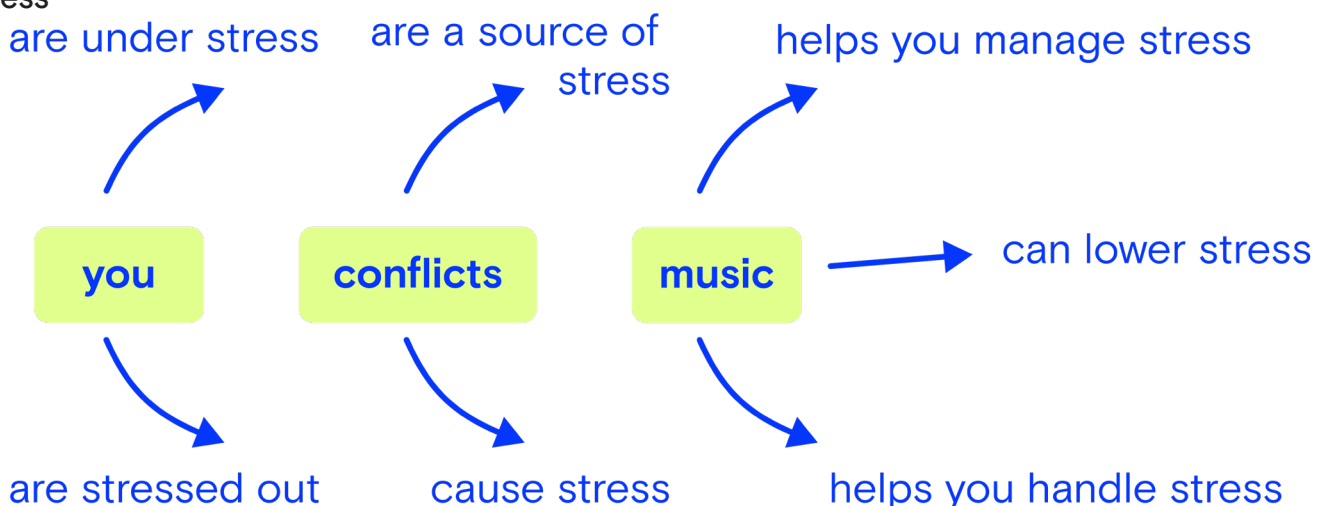 ess
are under stress
are a source of
stress
helps you manage stress
you
conflicts
music
can lower stress
are stressed out
cause stress
helps you handle stress